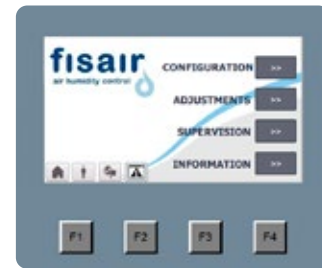 fisair
air humidity control
CONFIGURATION >>
ADJUSTMENTS >>
SUPERVISION >>
INFORMATION >>
F1 F2 F3 F4